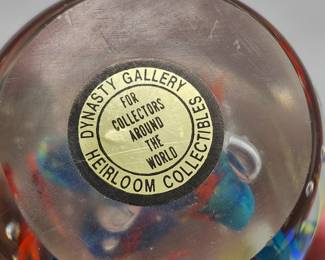 DYNASTY GALLERY
FOR
COLLECTORS
AROUND
THE
WORLD
HEIRLOOM COLLECTIBLES